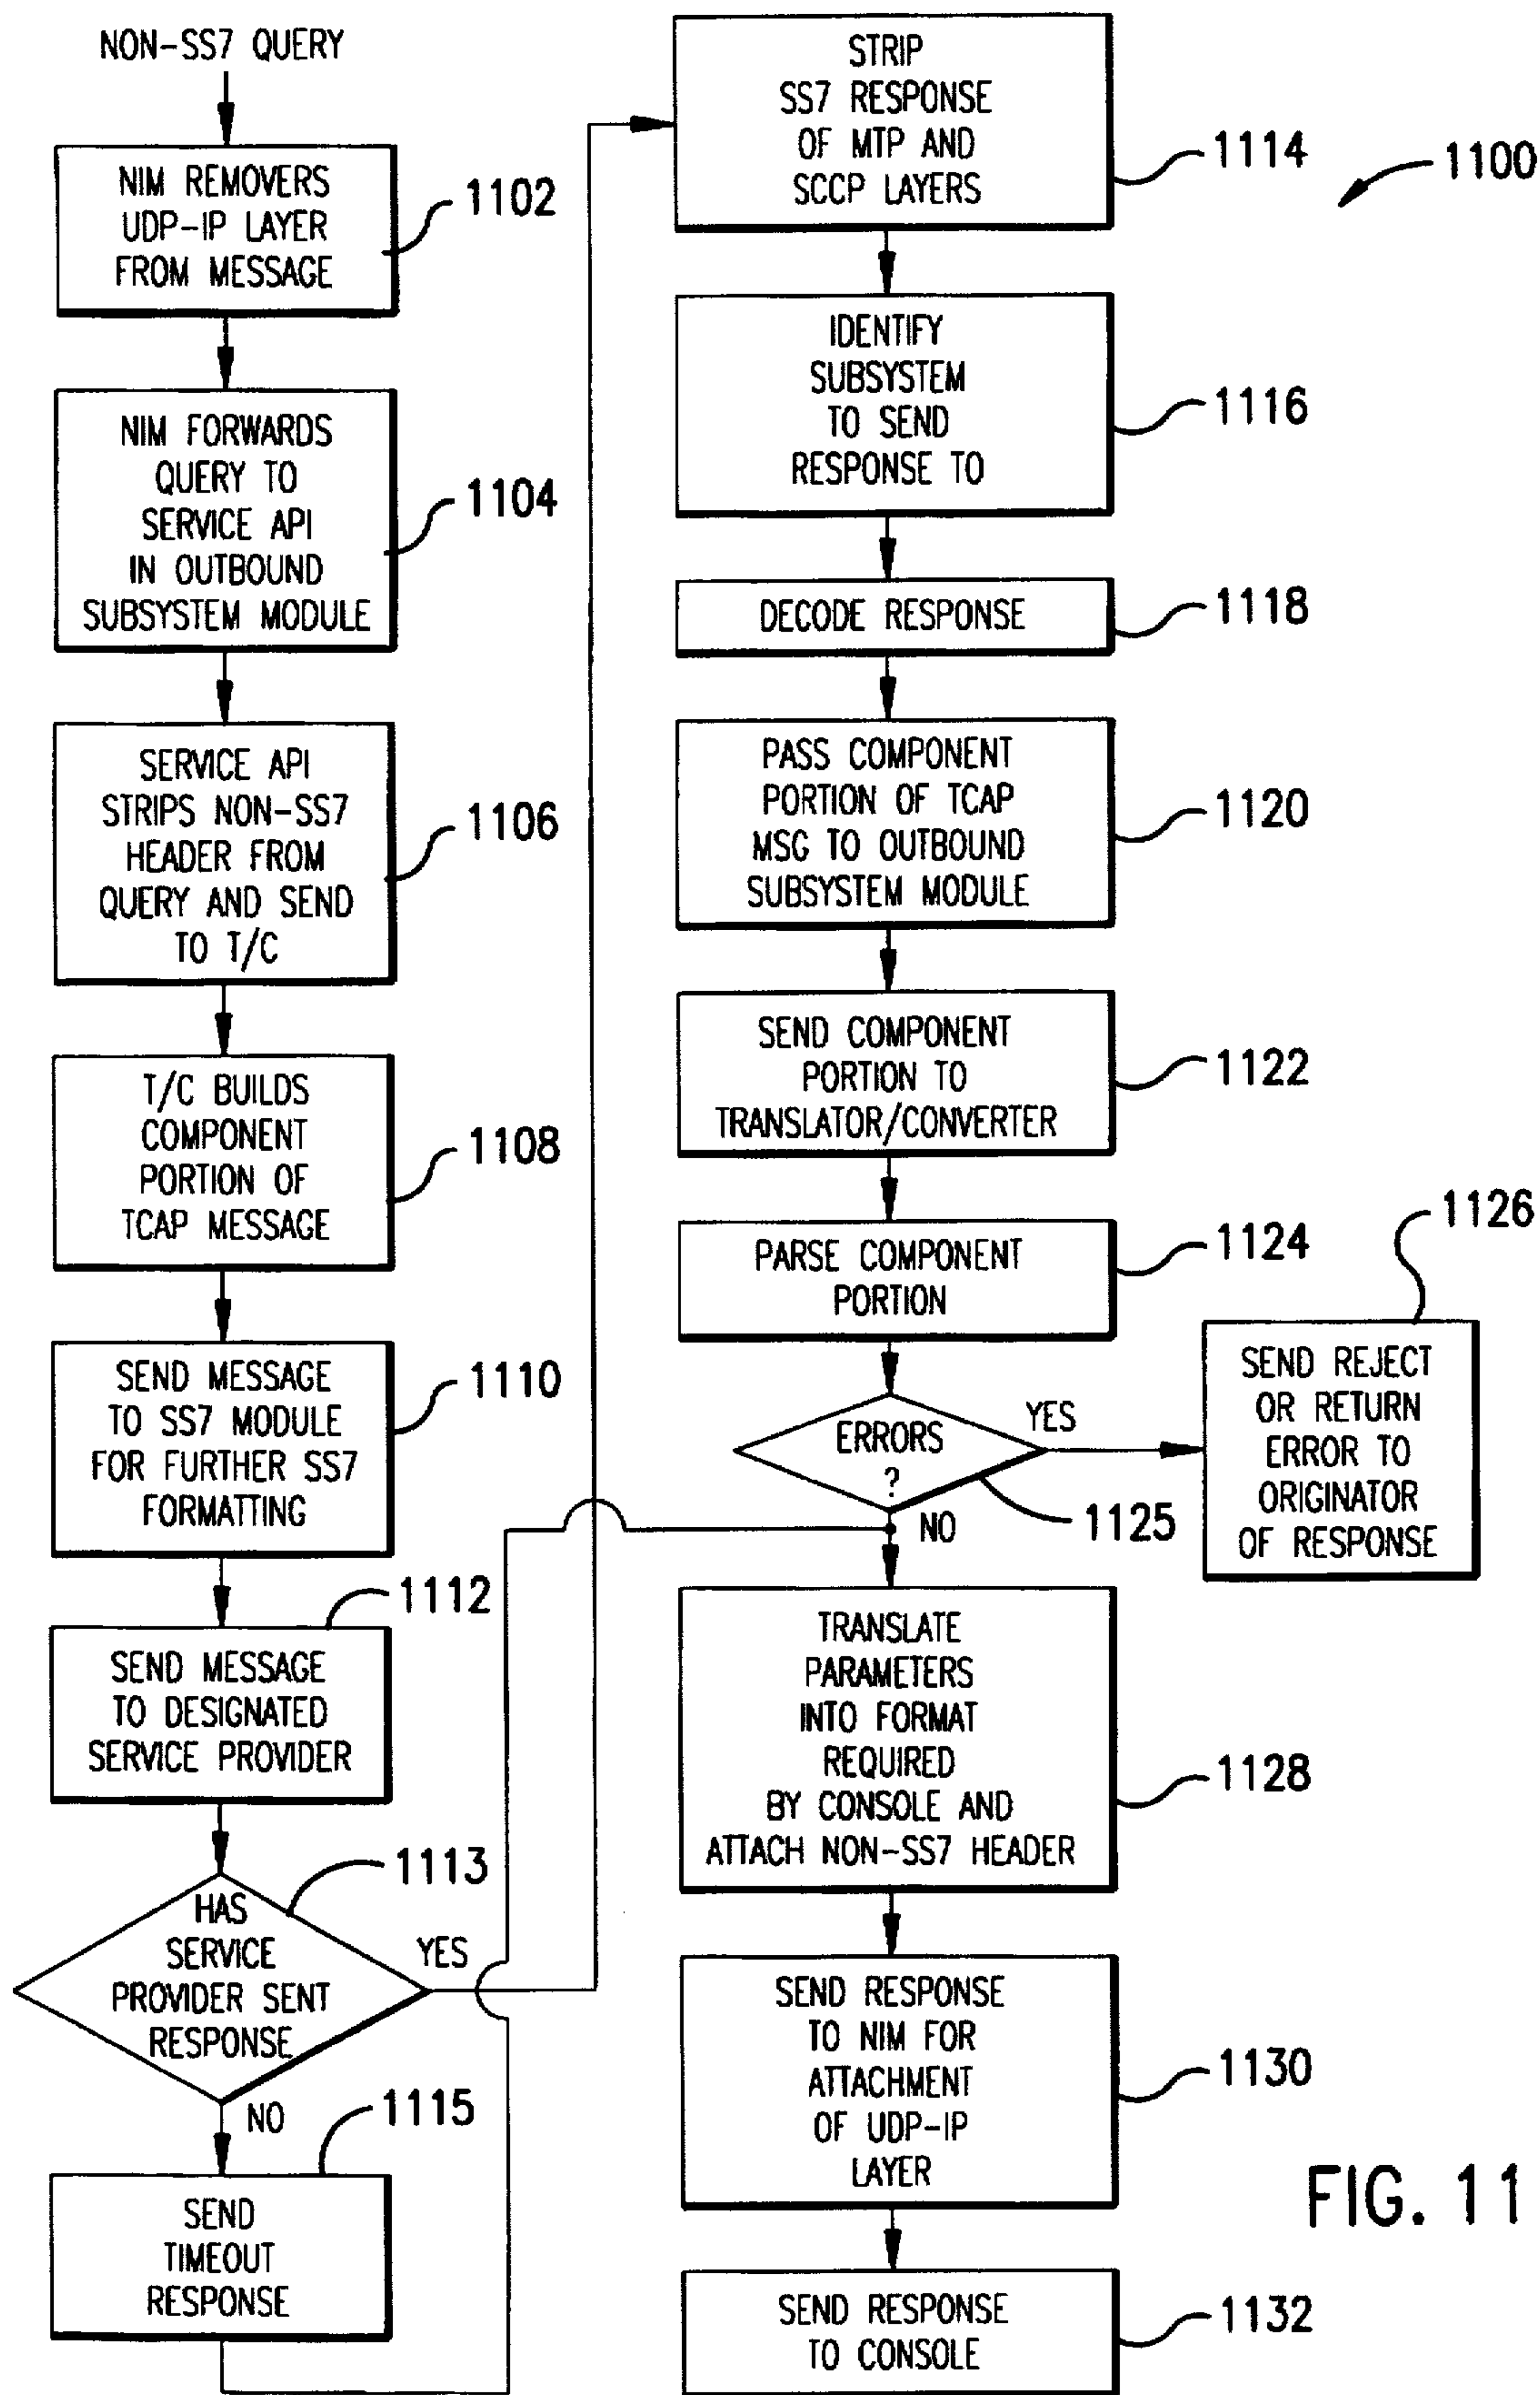 NON-SS7 QUERY
NIM REMOVERS
UDP-IP LAYER
FROM MESSAGE
1102
NIM FORWARDS
QUERY TO
SERVICE API
IN OUTBOUND
SUBSYSTEM MODULE
1104
SERVICE API
STRIPS NON-SS7
HEADER FROM
QUERY AND SEND
TO T/C
1106
T/C BUILDS
COMPONENT
PORTION OF
TCAP MESSAGE
1108
SEND MESSAGE
TO SS7 MODULE
FOR FURTHER SS7
FORMATTING
1110
1112
SEND MESSAGE
TO DESIGNATED
SERVICE PROVIDER
1113
HAS
SERVICE
PROVIDER SENT
RESPONSE
YES
NO
1115
SEND
TIMEOUT
RESPONSE
STRIP
SS7 RESPONSE
OF MTP AND
SCCP LAYERS
1114
1100
IDENTIFY
SUBSYSTEM
TO SEND
RESPONSE TO
1116
DECODE RESPONSE
1118
PASS COMPONENT
PORTION OF TCAP
MSG TO OUTBOUND
SUBSYSTEM MODULE
1120
SEND COMPONENT
PORTION TO
TRANSLATOR/CONVERTER
1122
PARSE COMPONENT
PORTION
1124
ERRORS
?
YES
NO
1125
1126
SEND REJECT
OR RETURN
ERROR TO
ORIGINATOR
OF RESPONSE
TRANSLATE
PARAMETERS
INTO FORMAT
REQUIRED
BY CONSOLE AND
ATTACH NON-SS7 HEADER
1128
SEND RESPONSE
TO NIM FOR
ATTACHMENT
OF UDP-IP
LAYER
1130
SEND RESPONSE
TO CONSOLE
1132
FIG. 11